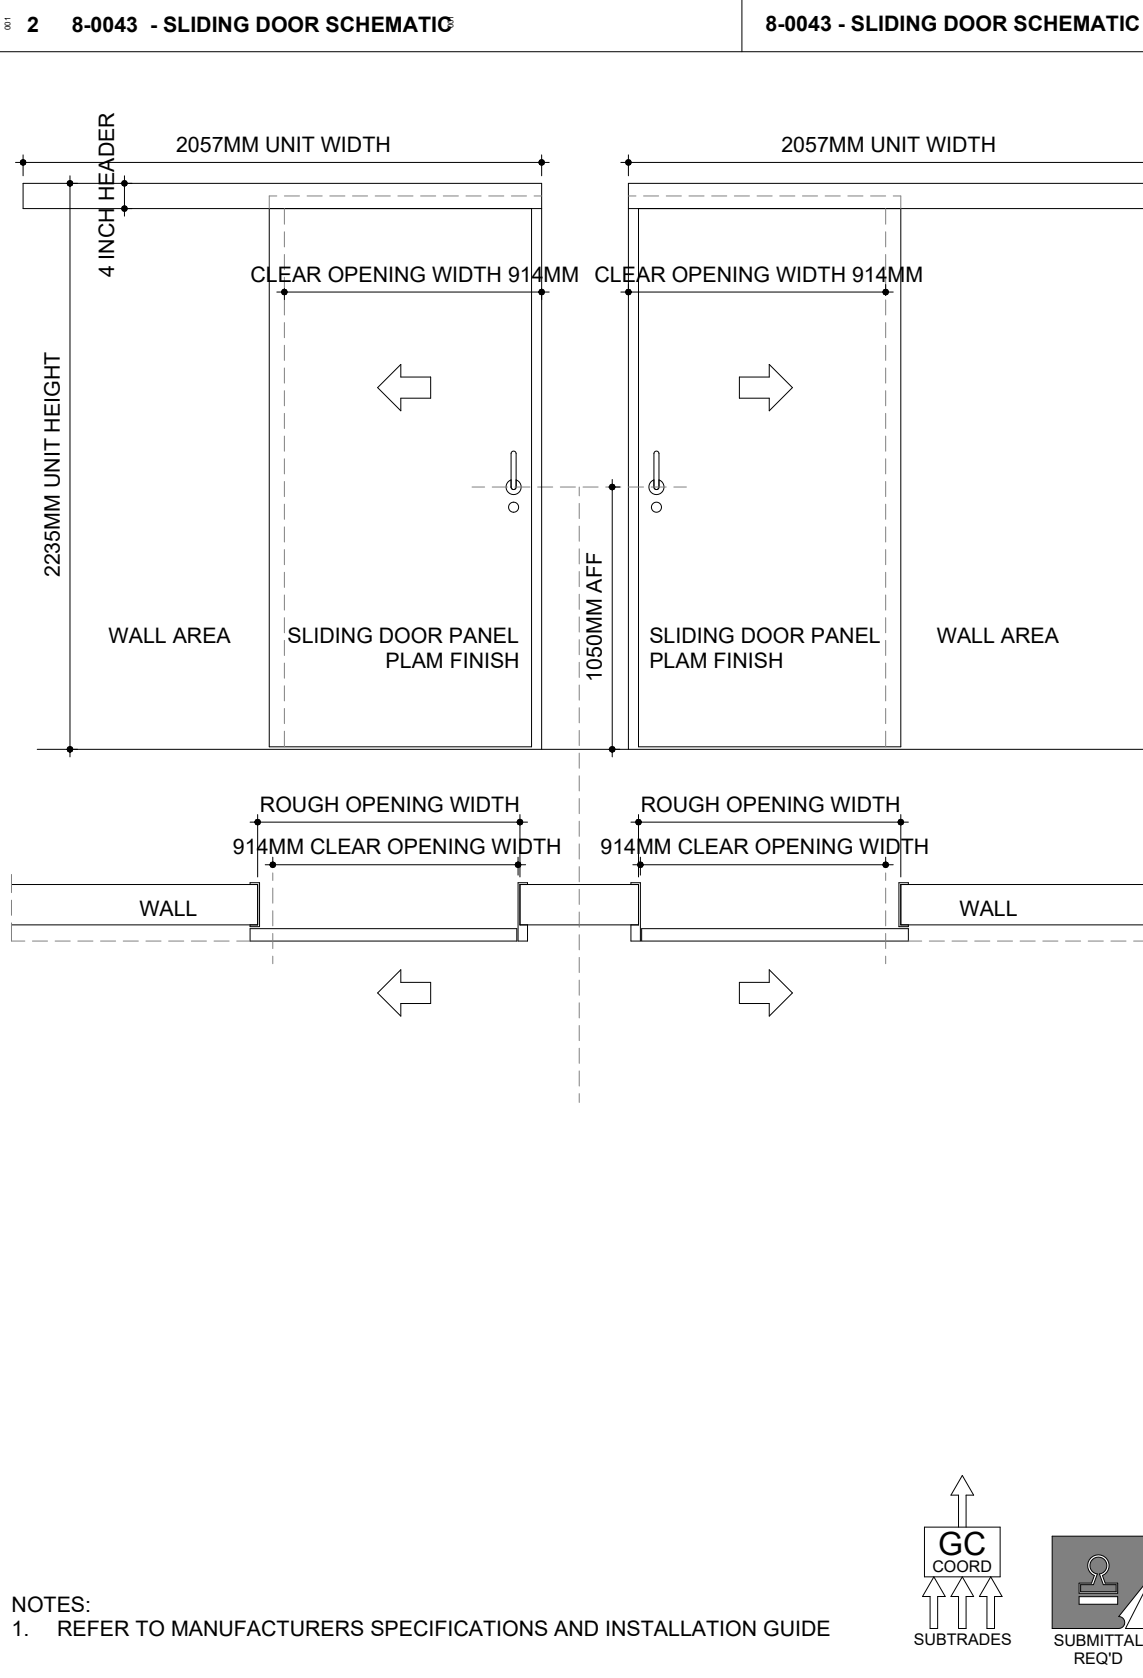 001
2 8-0043 - SLIDING DOOR SCHEMATIC
8-0043 - SLIDING DOOR SCHEMATIC
2057MM UNIT WIDTH
2057MM UNIT WIDTH
4 INCH HEADER
CLEAR OPENING WIDTH 914MM
CLEAR OPENING WIDTH 914MM
2235MM UNIT HEIGHT
1050MM AFF
WALL AREA
SLIDING DOOR PANEL
PLAM FINISH
SLIDING DOOR PANEL
PLAM FINISH
WALL AREA
ROUGH OPENING WIDTH
ROUGH OPENING WIDTH
914MM CLEAR OPENING WIDTH
914MM CLEAR OPENING WIDTH
WALL
WALL
GC
COORD
SUBTRADES
SUBMITTAL
REQ'D
NOTES:
1. REFER TO MANUFACTURERS SPECIFICATIONS AND INSTALLATION GUIDE